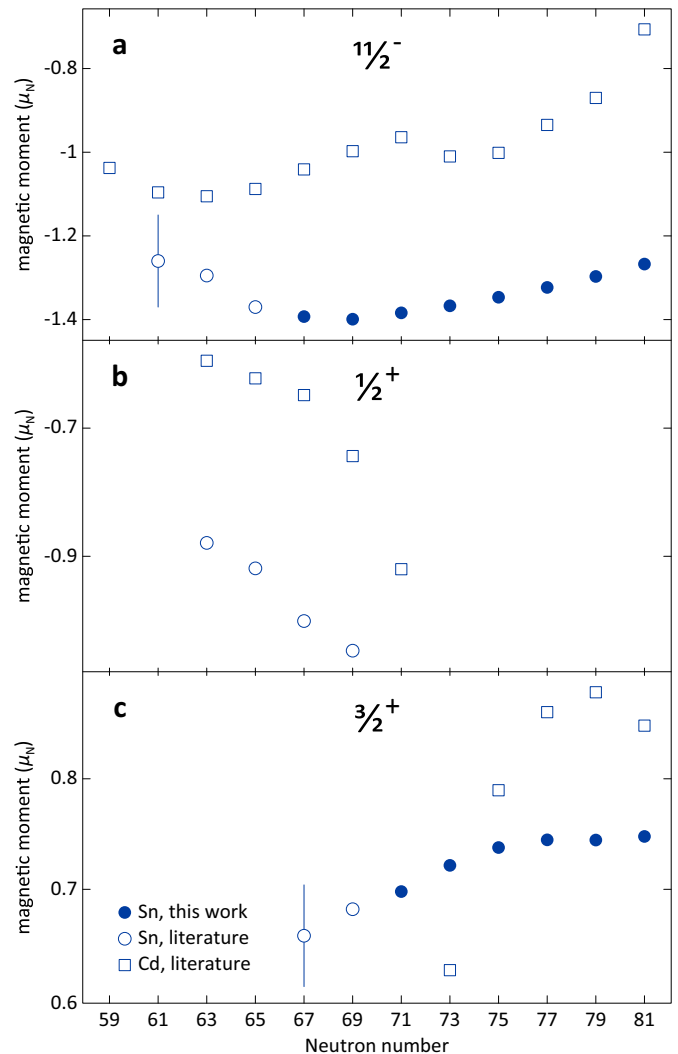 a
11/2-
magnetic moment (μN)
-0.8
-1
-1.2
-1.4
b
1/2+
magnetic moment (μN)
-0.7
-0.9
c
3/2+
magnetic moment (μN)
0.8
0.7
0.6
Sn, this work
Sn, literature
Cd, literature
59 61 63 65 67 69 71 73 75 77 79 81
Neutron number